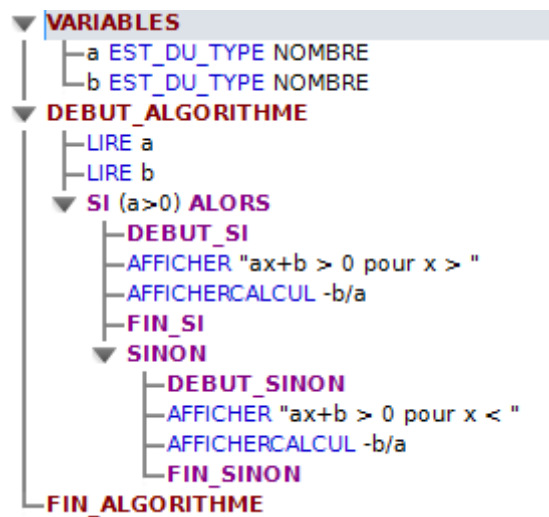 VARIABLES
a EST_DU_TYPE NOMBRE
b EST_DU_TYPE NOMBRE
DEBUT_ALGORITHME
LIRE a
LIRE b
SI (a>0) ALORS
DEBUT_SI
AFFICHER "ax+b > 0 pour x > "
AFFICHERCALCUL -b/a
FIN_SI
SINON
DEBUT_SINON
AFFICHER "ax+b > 0 pour x < "
AFFICHERCALCUL -b/a
FIN_SINON
FIN_ALGORITHME